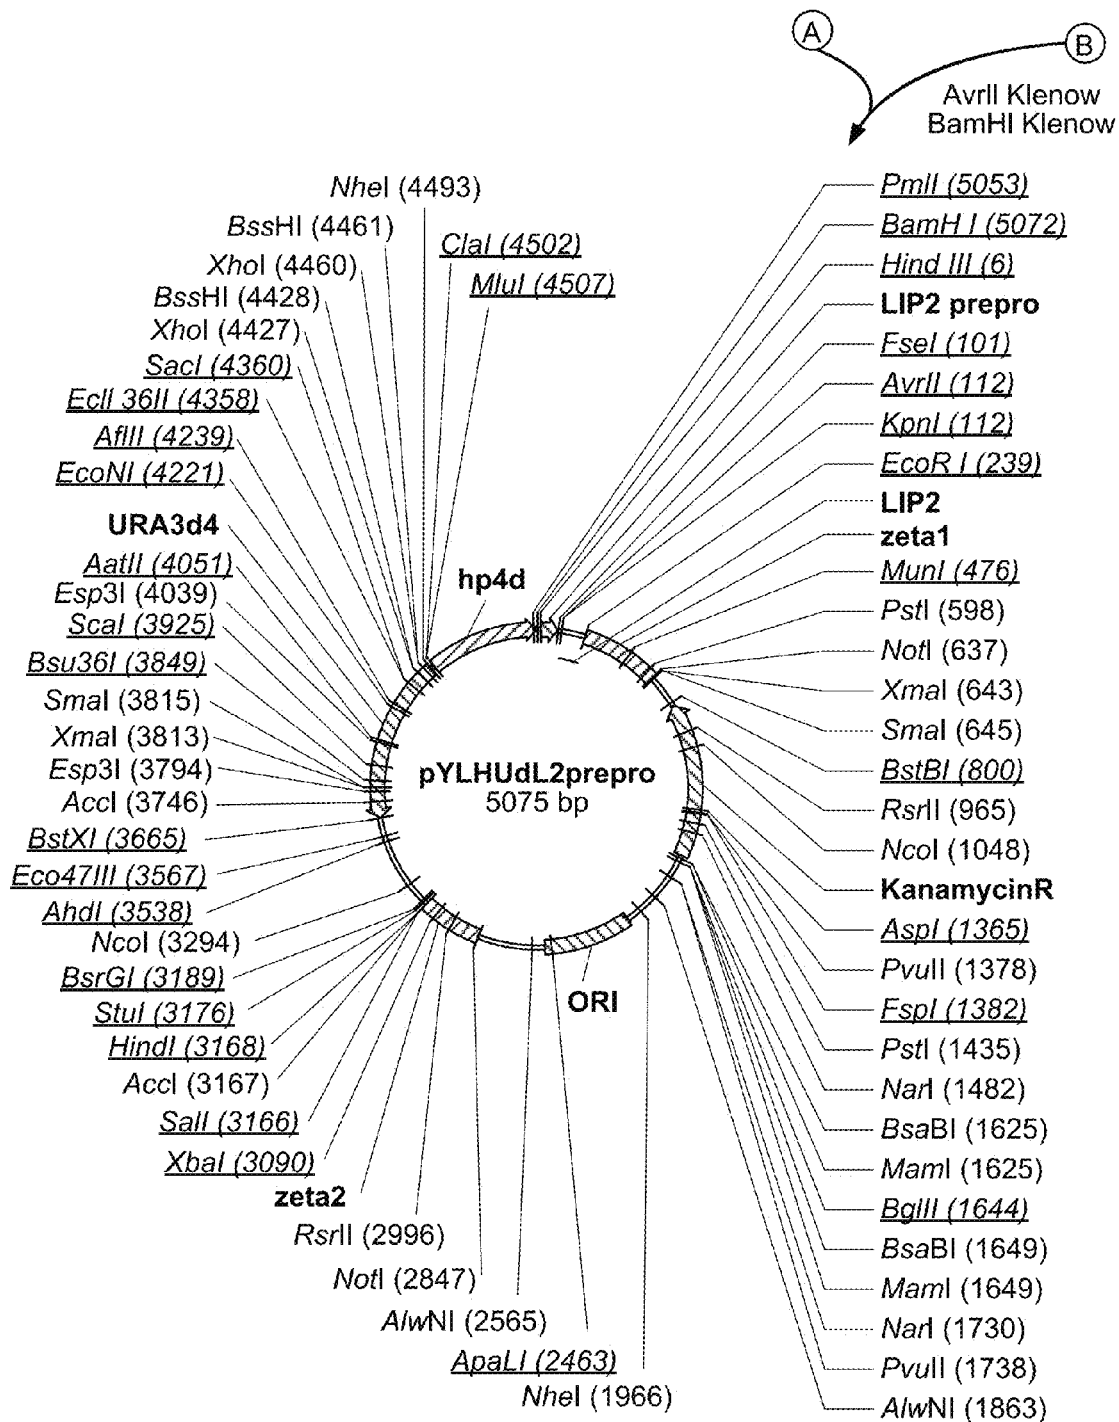 A
B
AvrII Klenow
BamHI Klenow
NheI (4493)
BssHI (4461)
XhoI (4460)
BssHI (4428)
XhoI (4427)
SacI (4360)
Ecll 36II (4358)
AflII (4239)
EcoNI (4221)
URA3d4
AatII (4051)
Esp3I (4039)
ScaI (3925)
Bsu36I (3849)
SmaI (3815)
XmaI (3813)
Esp3I (3794)
AccI (3746)
BstXI (3665)
Eco47III (3567)
AhdI (3538)
NcoI (3294)
BsrGI (3189)
StuI (3176)
HindI (3168)
AccI (3167)
SalI (3166)
XbaI (3090)
zeta2
RsrII (2996)
NotI (2847)
AlwNI (2565)
ApaLI (2463)
NheI (1966)
ClaI (4502)
MluI (4507)
hp4d
pYLHUdL2prepro
5075 bp
ORI
PmlI (5053)
BamH I (5072)
Hind III (6)
LIP2 prepro
FseI (101)
AvrII (112)
KpnI (112)
EcoR I (239)
LIP2
zeta1
MunI (476)
PstI (598)
NotI (637)
XmaI (643)
SmaI (645)
BstBI (800)
RsrII (965)
NcoI (1048)
KanamycinR
AspI (1365)
PvuII (1378)
FspI (1382)
PstI (1435)
NarI (1482)
BsaBI (1625)
MamI (1625)
BglII (1644)
BsaBI (1649)
MamI (1649)
NarI (1730)
PvuII (1738)
AlwNI (1863)